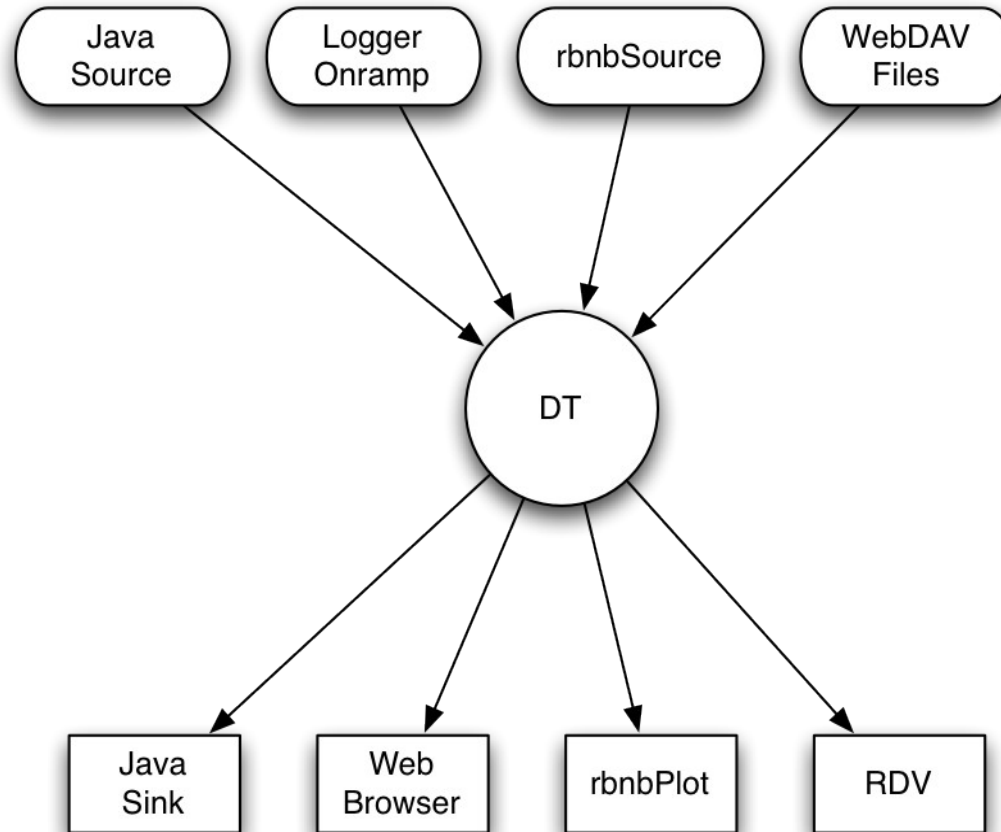 Java
Source
Logger
Onramp
rbnbSource
WebDAV
Files
DT
Java
Sink
Web
Browser
rbnbPlot
RDV